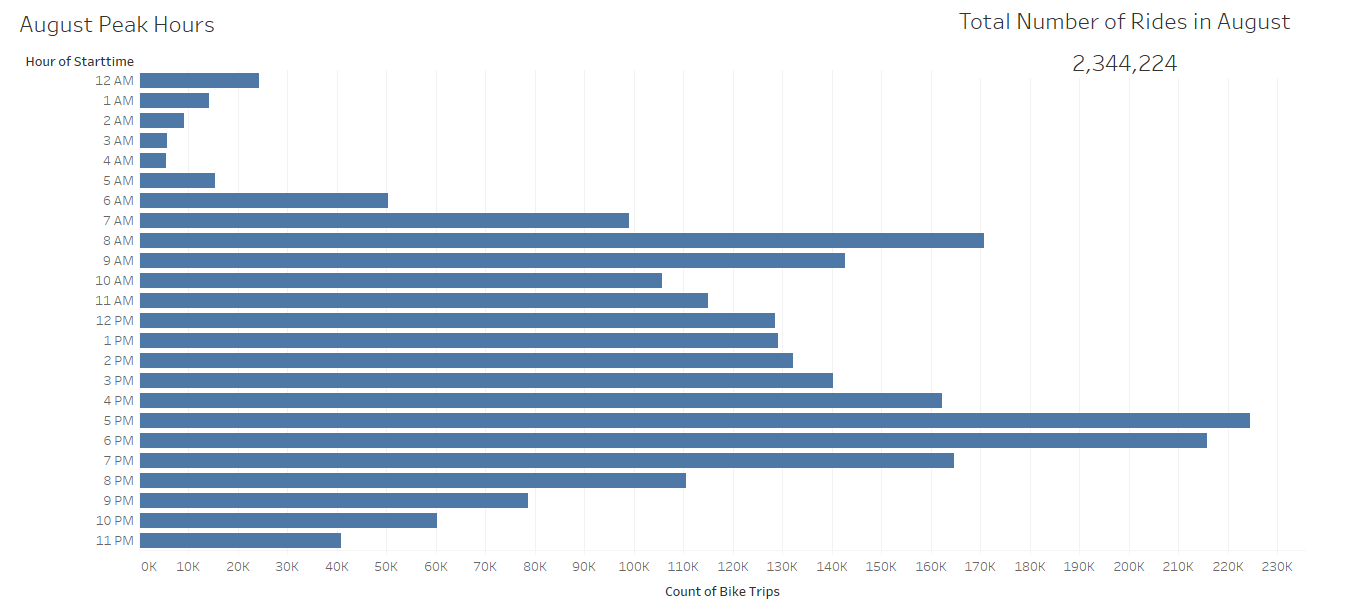 August Peak Hours
Total Number of Rides in August
2,344,224
Hour of Starttime
12 AM
1 AM
2 AM
3 AM
4 AM
5 AM
6 AM
7 AM
8 AM
9 AM
10 AM
11 AM
12 PM
1 PM
2 PM
3 PM
4 PM
5 PM
6 PM
7 PM
8 PM
9 PM
10 PM
11 PM
0K 10K 20K 30K 40K 50K 60K 70K 80K 90K 100K 110K 120K 130K 140K 150K 160K 170K 180K 190K 200K 210K 220K 230K
Count of Bike Trips